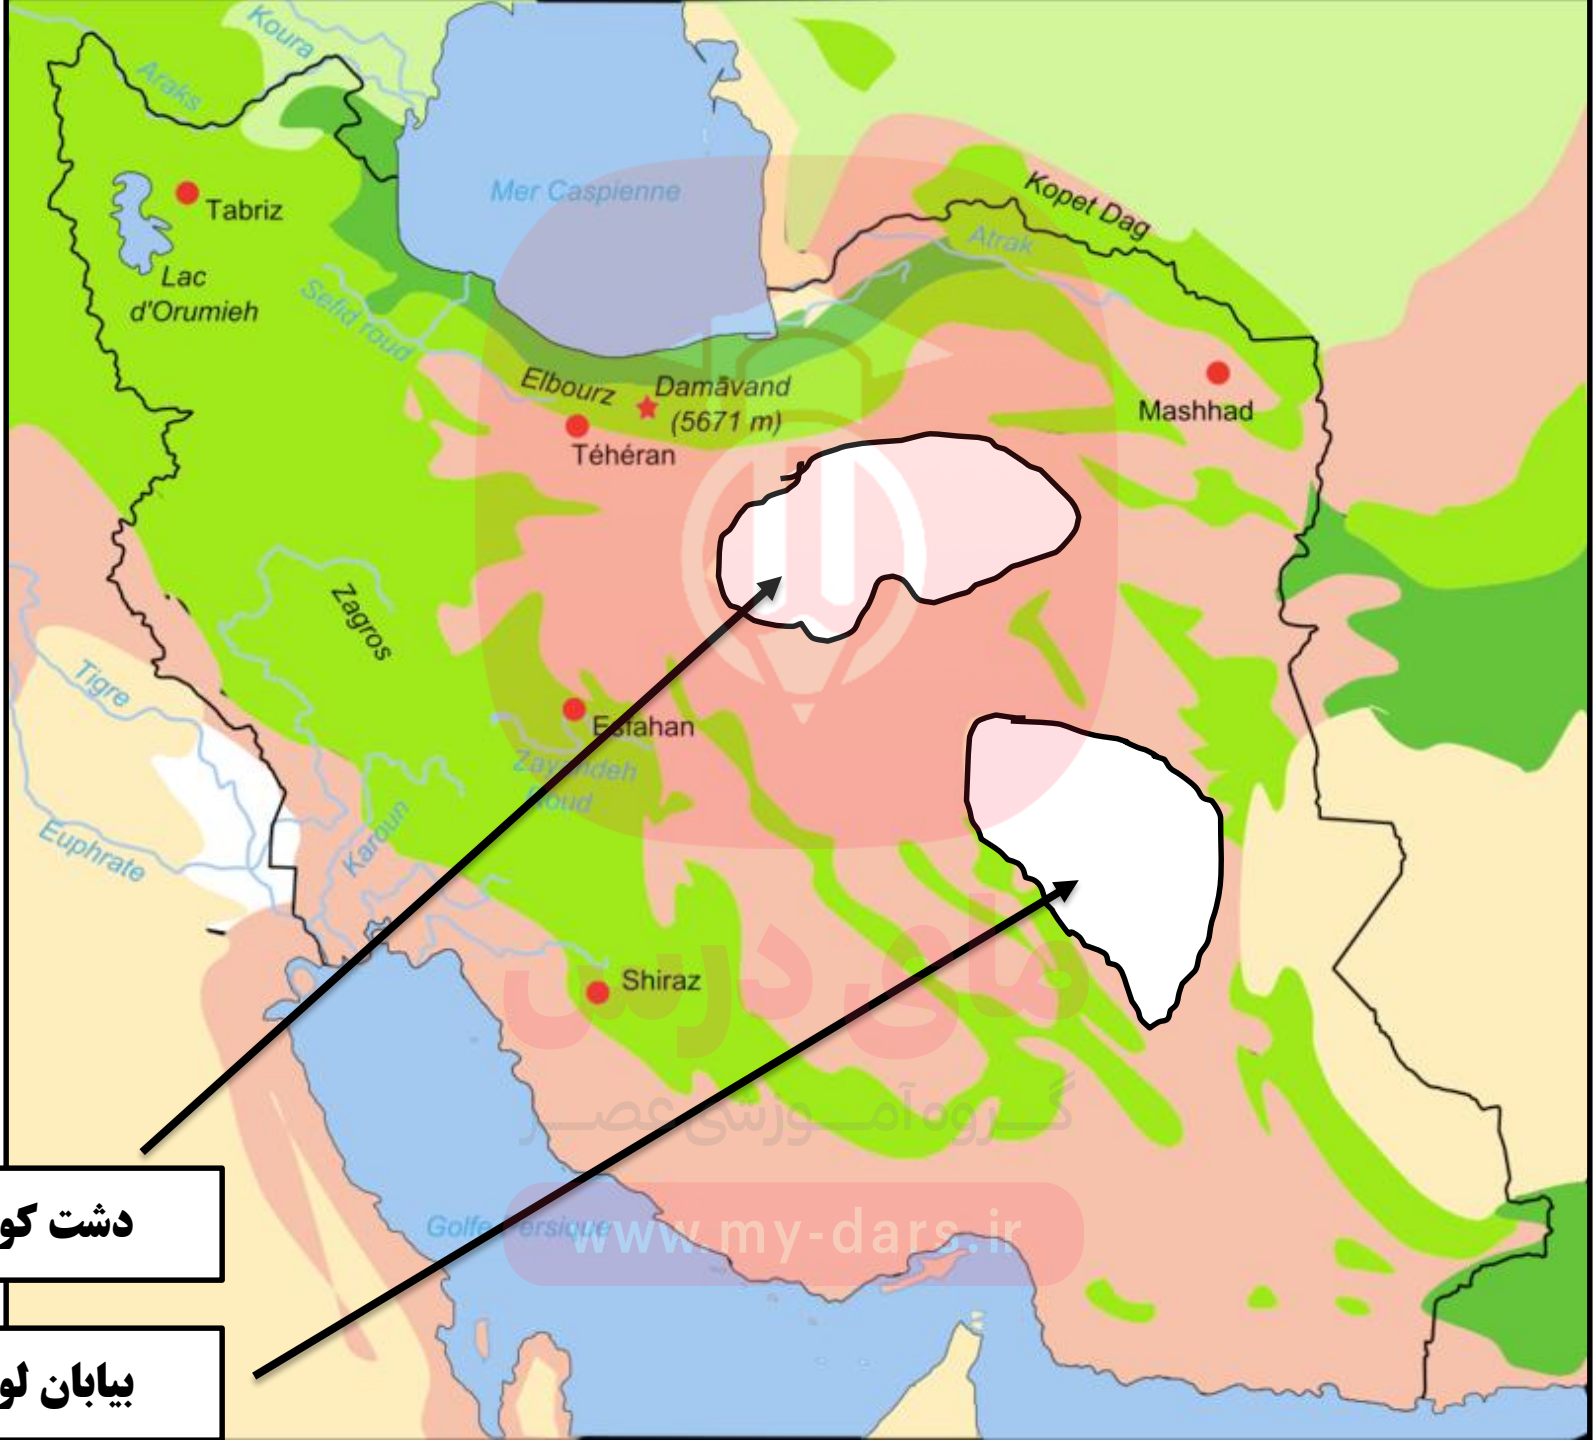 Koura
Araks
Mer Caspienne
Kopet Dag
Atrak
Tabriz
Lac
d'Orumieh
Sefid roud
Elbourz
Damāvand
(5671 m)
Téhéran
Mashhad
Zagros
Tigre
Esfahan
Zayandeh
Roud
Euphrate
Karoun
Shiraz
مای درس
گروه آموزشی عصر
www.my-dars.ir
Golfe Persique
دشت کو
بیابان لو